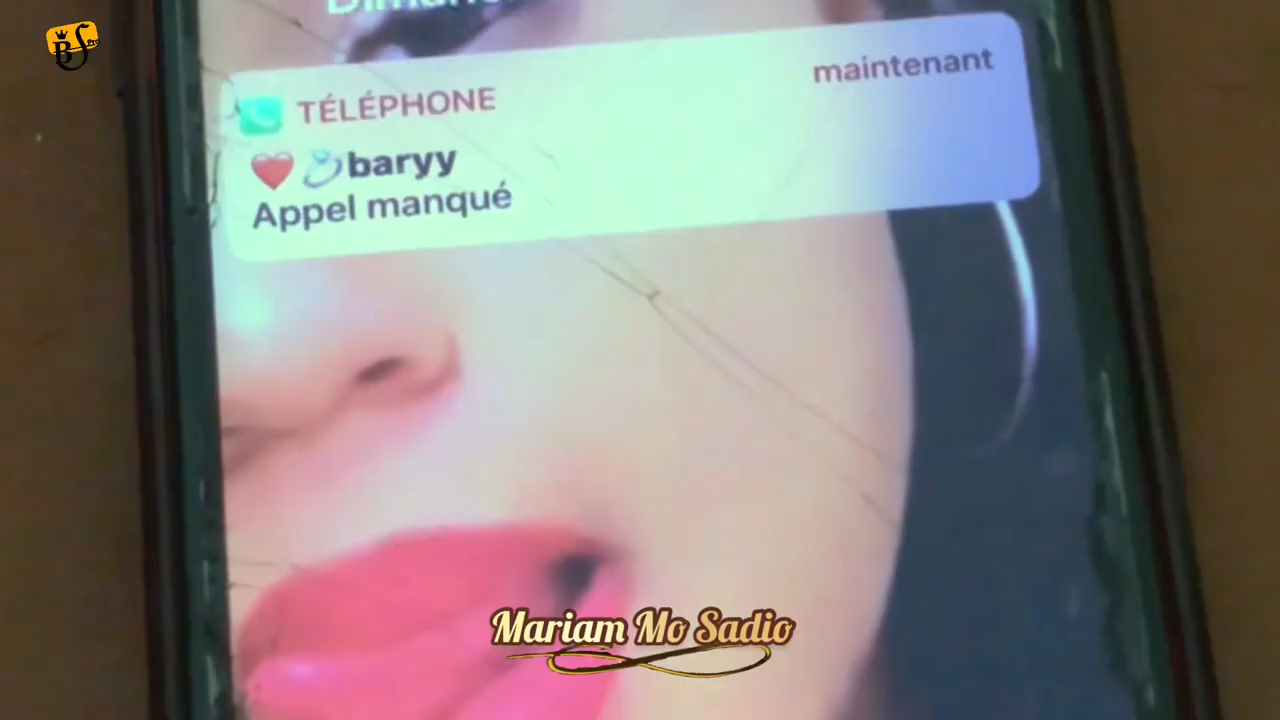 maintenant
TÉLÉPHONE
❤️💍baryy
Appel manqué
Mariam Mo Sadio